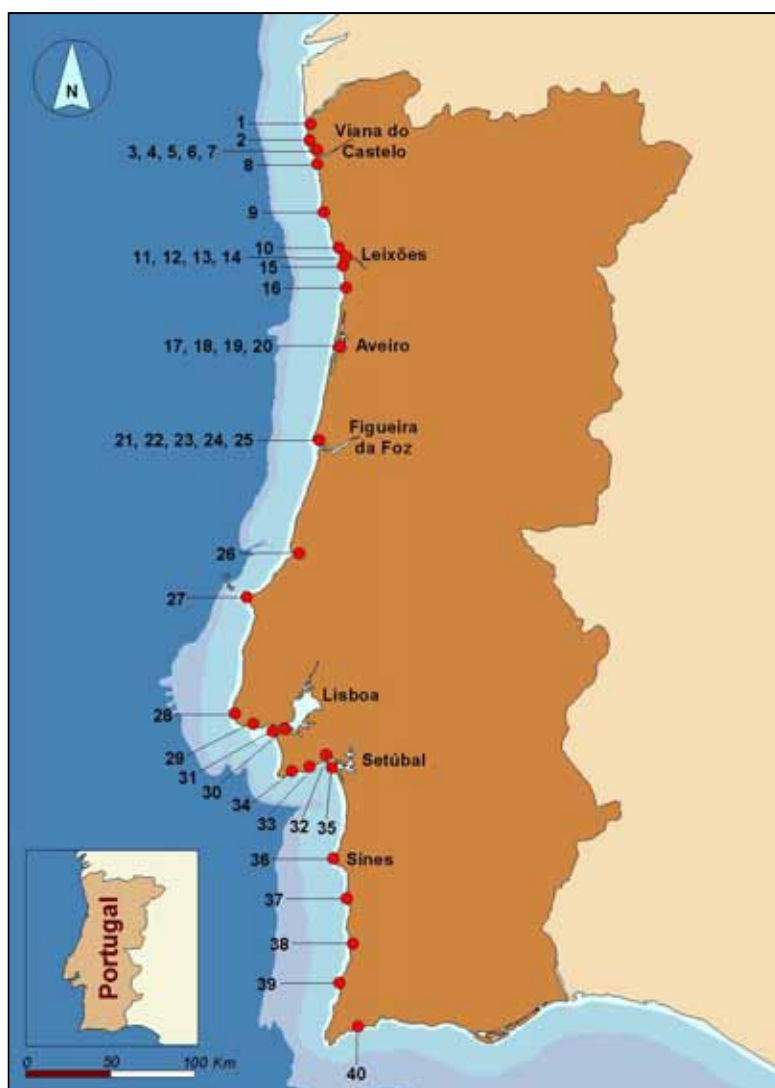 N
1
2
Viana do
Castelo
3, 4, 5, 6, 7
8
9
10
11, 12, 13, 14
Leixões
15
16
17, 18, 19, 20
Aveiro
21, 22, 23, 24, 25
Figueira
da Foz
26
27
Lisboa
28
29
31
30
34
33
32
35
Setúbal
36
Sines
37
38
39
40
Portugal
0 50 100 Km